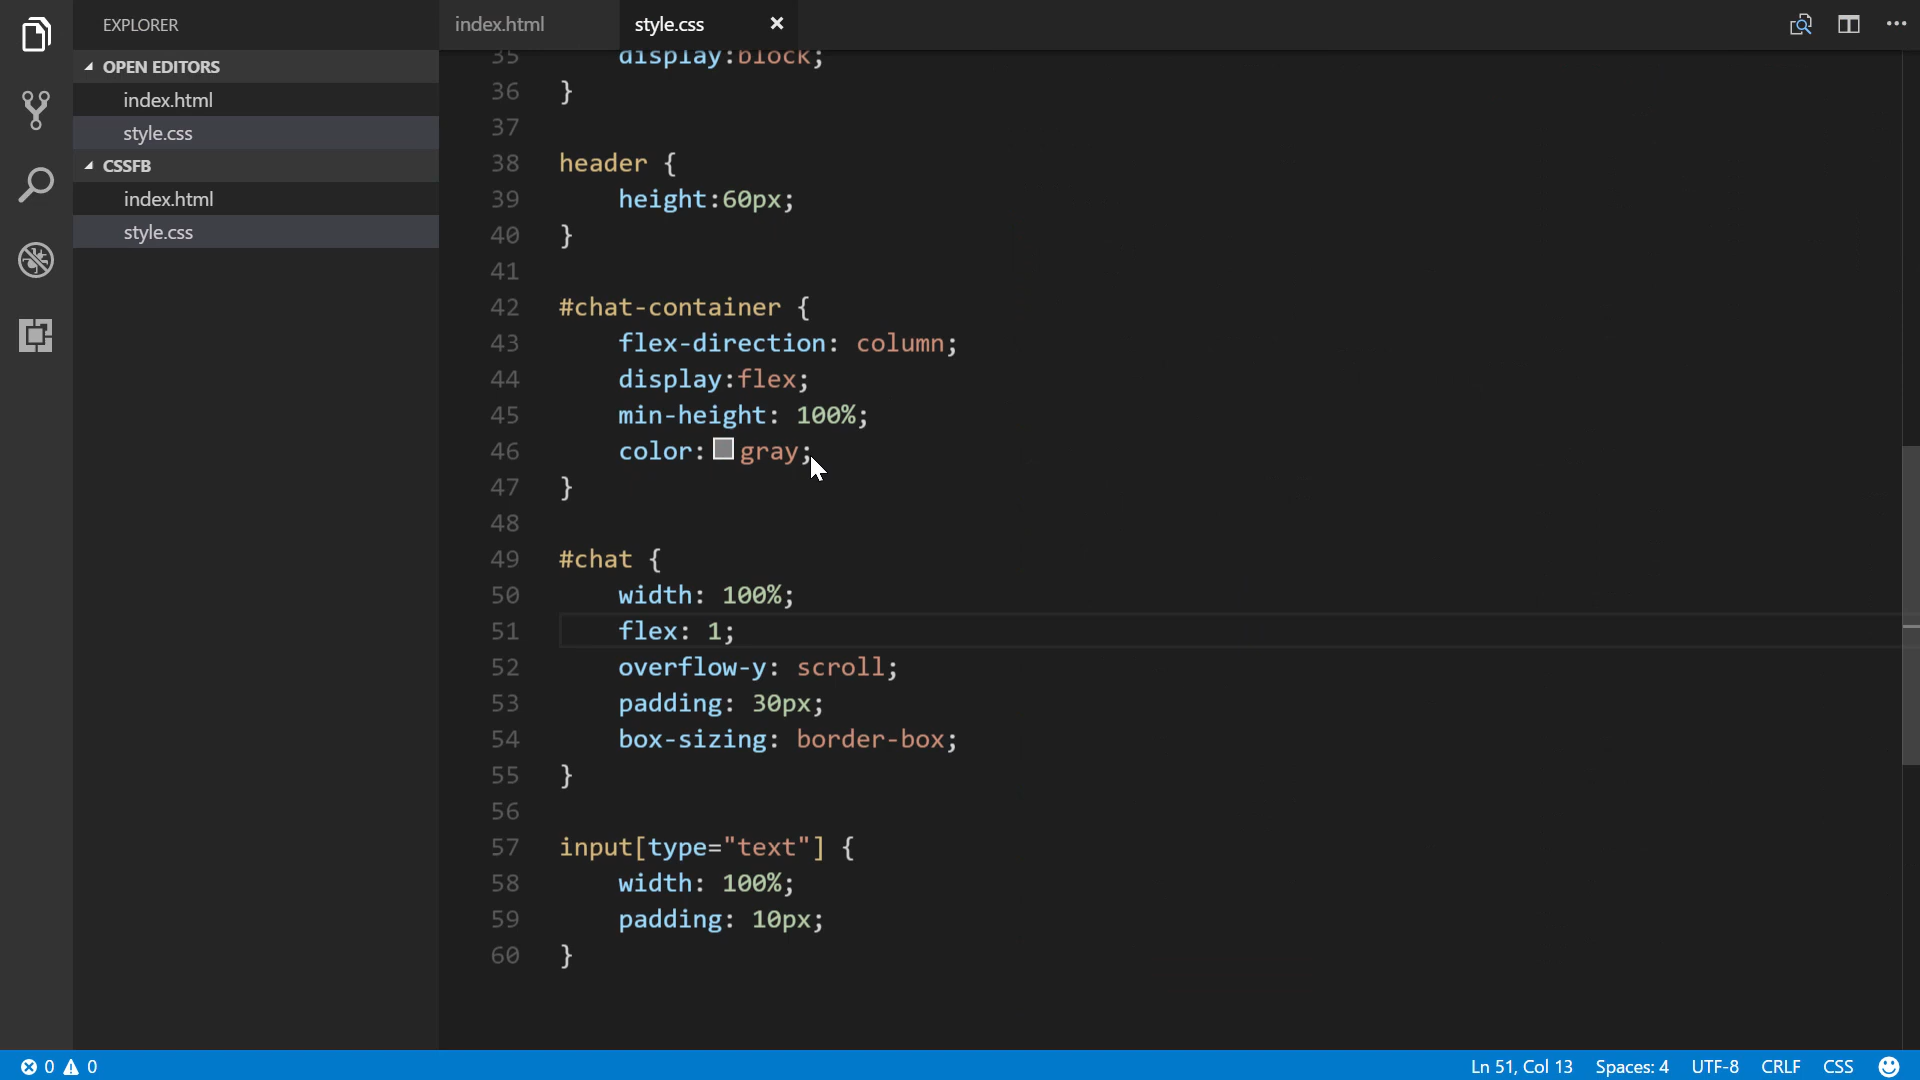 EXPLORER
OPEN EDITORS
index.html
style.css
CSSFB
index.html
style.css
index.html
style.css
35 display:block;
36 }
37
38 header {
39 height:60px;
40 }
41
42 #chat-container {
43 flex-direction: column;
44 display:flex;
45 min-height: 100%;
46 color: gray;
47 }
48
49 #chat {
50 width: 100%;
51 flex: 1;
52 overflow-y: scroll;
53 padding: 30px;
54 box-sizing: border-box;
55 }
56
57 input[type="text"] {
58 width: 100%;
59 padding: 10px;
60 }
0 0 Ln 51, Col 13 Spaces: 4 UTF-8 CRLF CSS